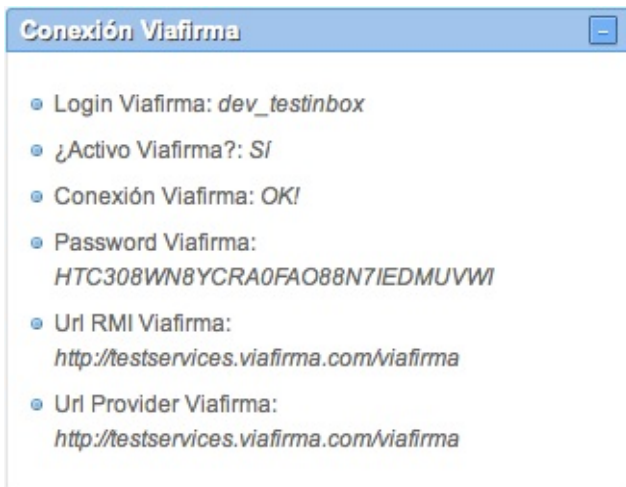 Conexión Viafirma
Login Viafirma: dev_testinbox
¿Activo Viafirma?: Sí
Conexión Viafirma: OK!
Password Viafirma:
HTC308WN8YCRA0FAO88N7IEDMUVWI
Url RMI Viafirma:
http://testservices.viafirma.com/viafirma
Url Provider Viafirma:
http://testservices.viafirma.com/viafirma